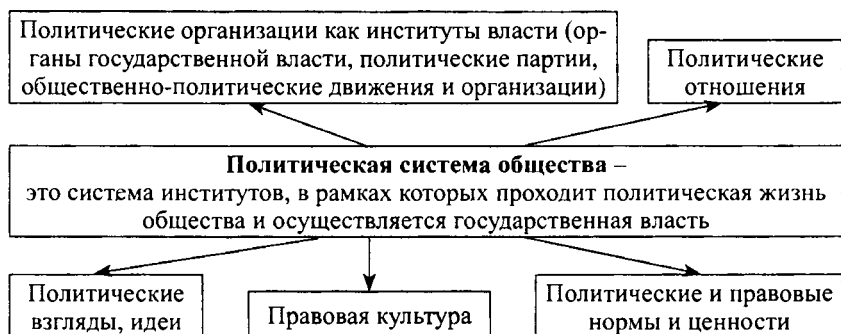 Политические организации как институты власти (ор-
ганы государственной власти, политические партии,
общественно-политические движения и организации)
Политические
отношения
Политическая система общества –
это система институтов, в рамках которых проходит политическая жизнь
общества и осуществляется государственная власть
Политические
взгляды, идеи
Правовая культура
Политические и правовые
нормы и ценности